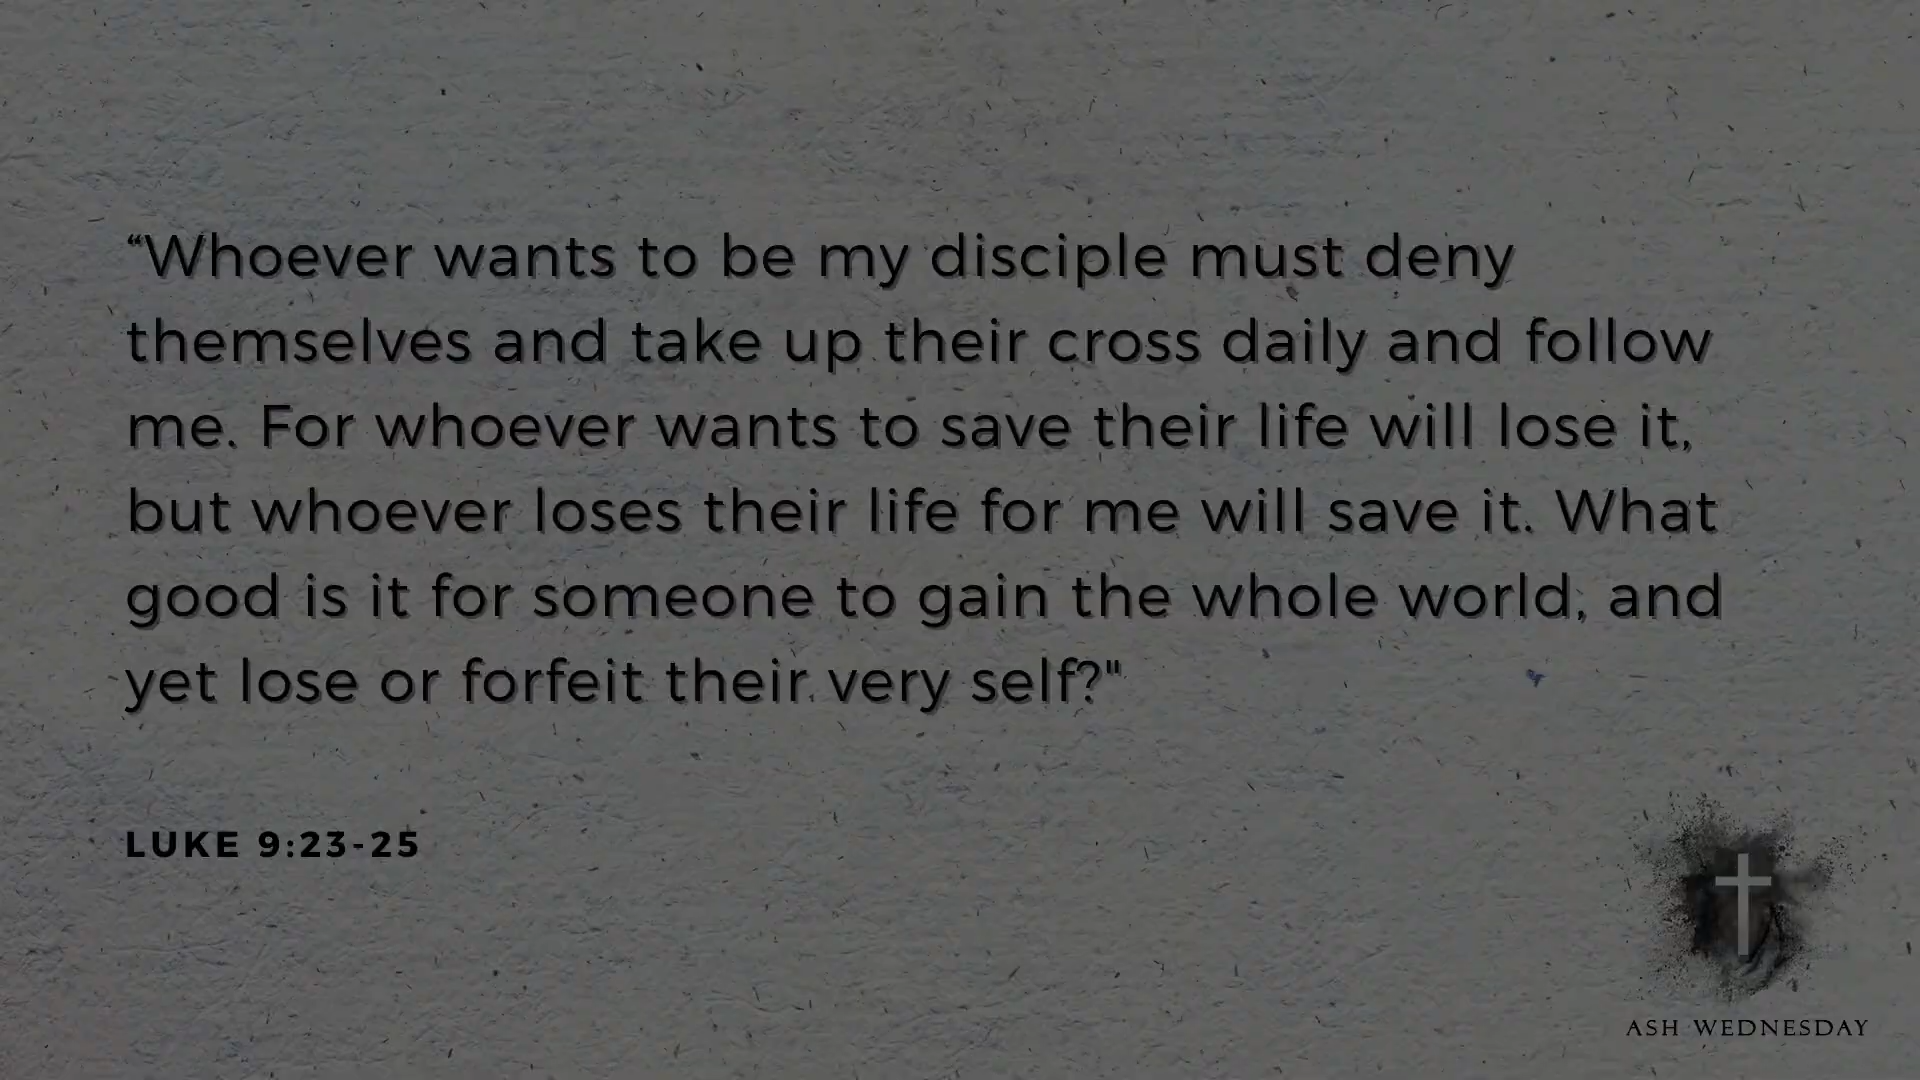 “Whoever wants to be my disciple must deny
themselves and take up their cross daily and follow
me. For whoever wants to save their life will lose it,
but whoever loses their life for me will save it. What
good is it for someone to gain the whole world, and
yet lose or forfeit their very self?"
LUKE 9:23-25
ASH WEDNESDAY